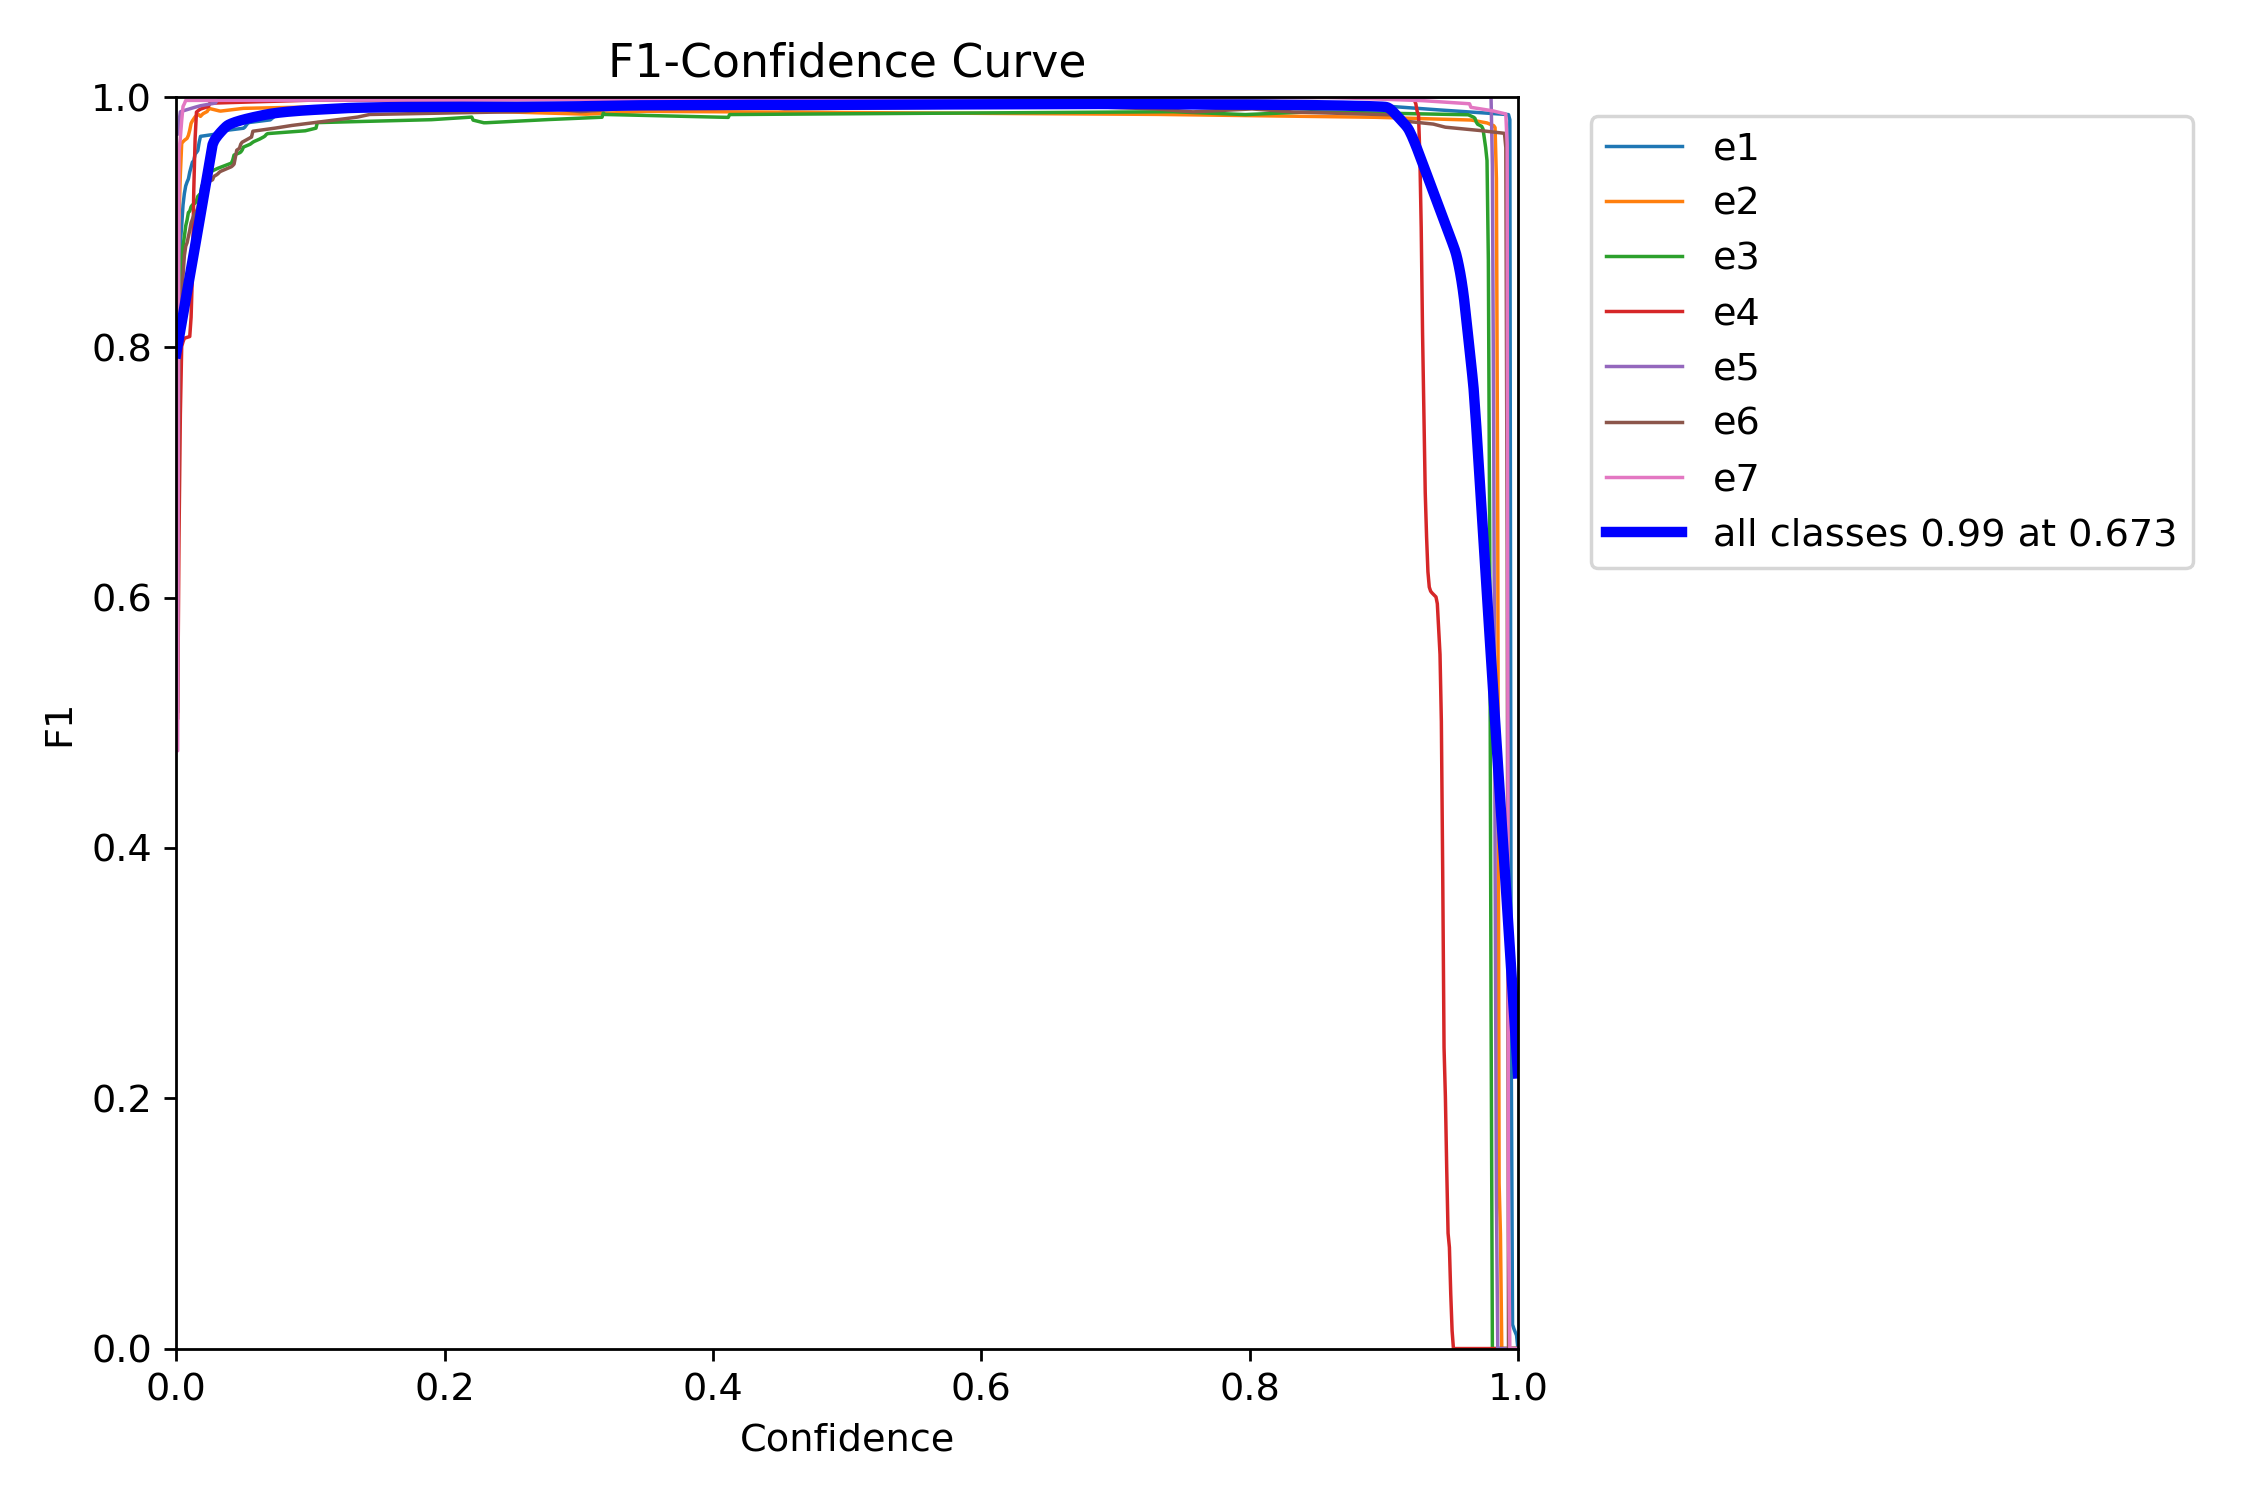 F1-Confidence Curve
1.0
0.8
0.6
0.4
0.2
0.0
F1
0.0 0.2 0.4 0.6 0.8 1.0
Confidence
e1
e2
e3
e4
e5
e6
e7
all classes 0.99 at 0.673